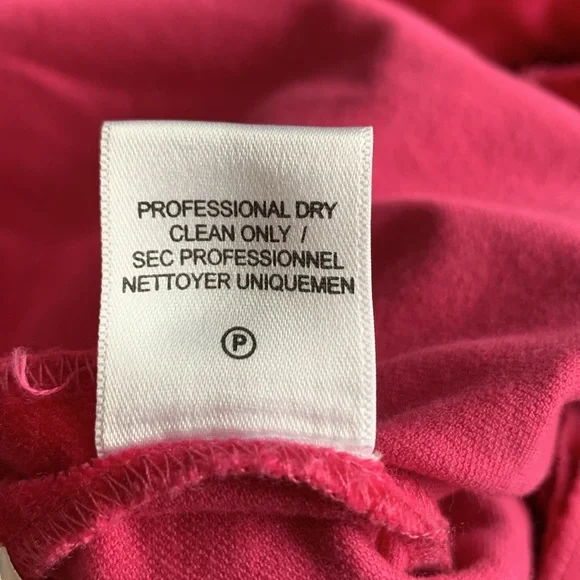 PROFESSIONAL DRY
CLEAN ONLY /
SEC PROFESSIONNEL
NETTOYER UNIQUEMEN
P